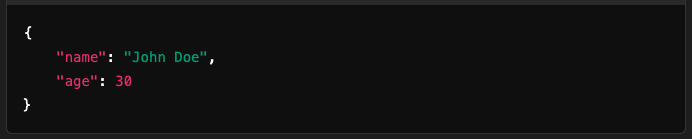 {
    "name": "John Doe",
    "age": 30
}